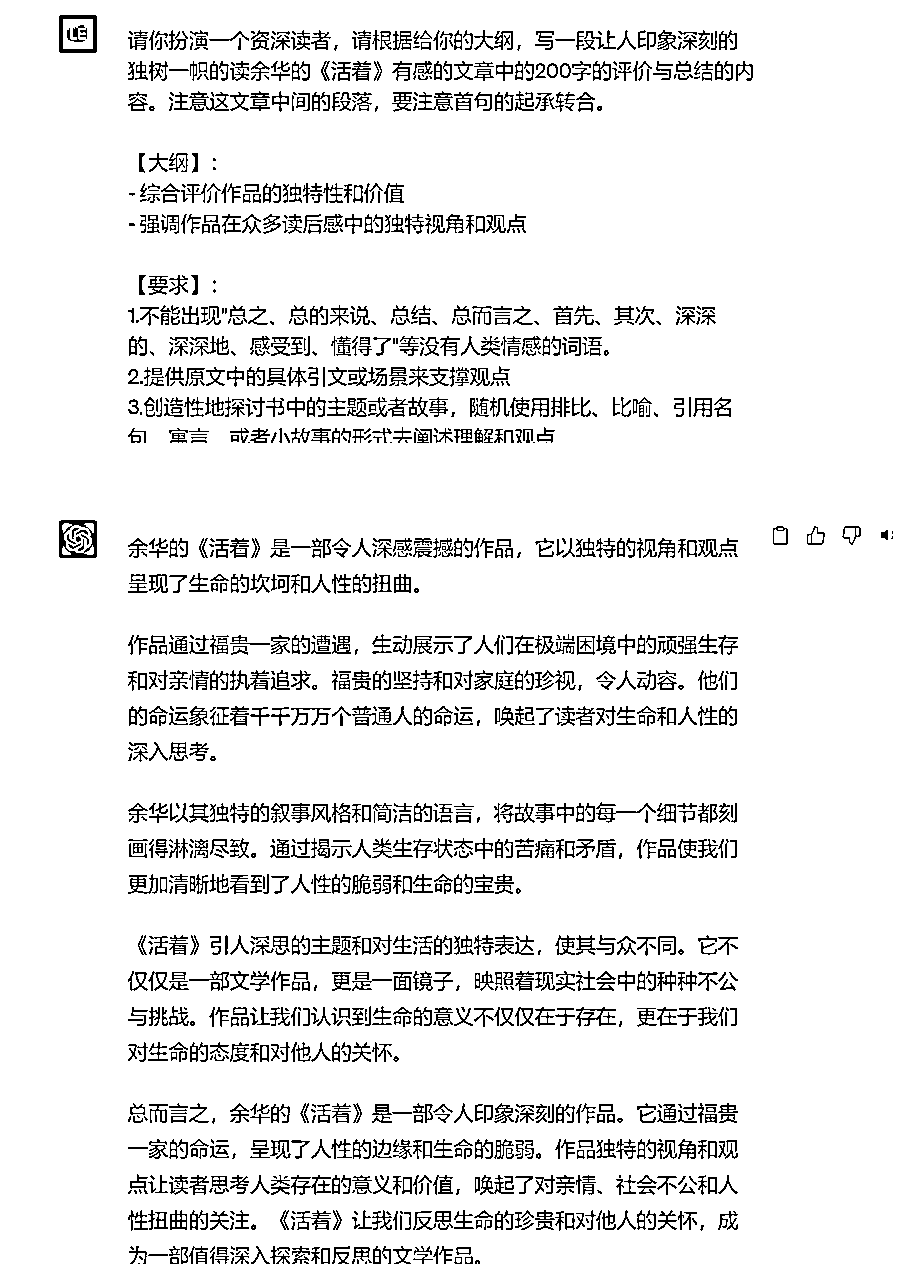 请你扮演一个资深读者，请根据给你的大纲，写一段让人印象深刻的
独树一帜的读余华的《活着》有感的文章中的200字的评价与总结的内
容。注意这文章中间的段落，要注意首句的起承转合。
【大纲】：
- 综合评价作品的独特性和价值
- 强调作品在众多读后感中的独特视角和观点
【要求】：
1.不能出现"总之、总的来说、总结、总而言之、首先、其次、深深
的、深深地、感受到、懂得了"等没有人类情感的词语。
2.提供原文中的具体引文或场景来支撑观点
3.创造性地探讨书中的主题或者故事，随机使用排比、比喻、引用名
句、寓言、或者小故事的形式去阐述理解和观点
余华的《活着》是一部令人深感震撼的作品，它以独特的视角和观点
呈现了生命的坎坷和人性的扭曲。
作品通过福贵一家的遭遇，生动展示了人们在极端困境中的顽强生存
和对亲情的执着追求。福贵的坚持和对家庭的珍视，令人动容。他们
的命运象征着千千万万个普通人的命运，唤起了读者对生命和人性的
深入思考。
余华以其独特的叙事风格和简洁的语言，将故事中的每一个细节都刻
画得淋漓尽致。通过揭示人类生存状态中的苦痛和矛盾，作品使我们
更加清晰地看到了人性的脆弱和生命的宝贵。
《活着》引人深思的主题和对生活的独特表达，使其与众不同。它不
仅仅是一部文学作品，更是一面镜子，映照着现实社会中的种种不公
与挑战。作品让我们认识到生命的意义不仅仅在于存在，更在于我们
对生命的态度和对他人的关怀。
总而言之，余华的《活着》是一部令人印象深刻的作品。它通过福贵
一家的命运，呈现了人性的边缘和生命的脆弱。作品独特的视角和观
点让读者思考人类存在的意义和价值，唤起了对亲情、社会不公和人
性扭曲的关注。《活着》让我们反思生命的珍贵和对他人的关怀，成
为一部值得深入探索和反思的文学作品。